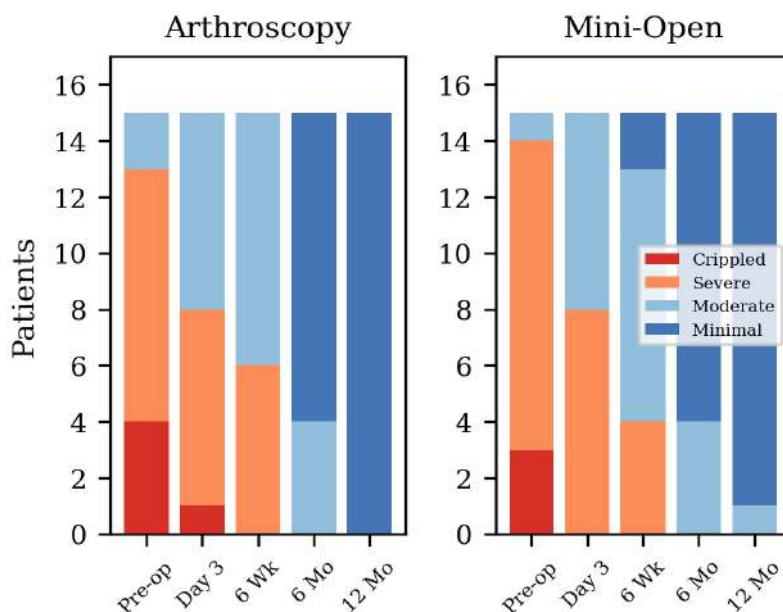 Arthroscopy
Mini-Open
Patients
16
14
12
10
8
6
4
2
0
Pre-op
Day 3
6 Wk
6 Mo
12 Mo
16
14
12
10
8
6
4
2
0
Crippled
Severe
Moderate
Minimal
Pre-op
Day 3
6 Wk
6 Mo
12 Mo